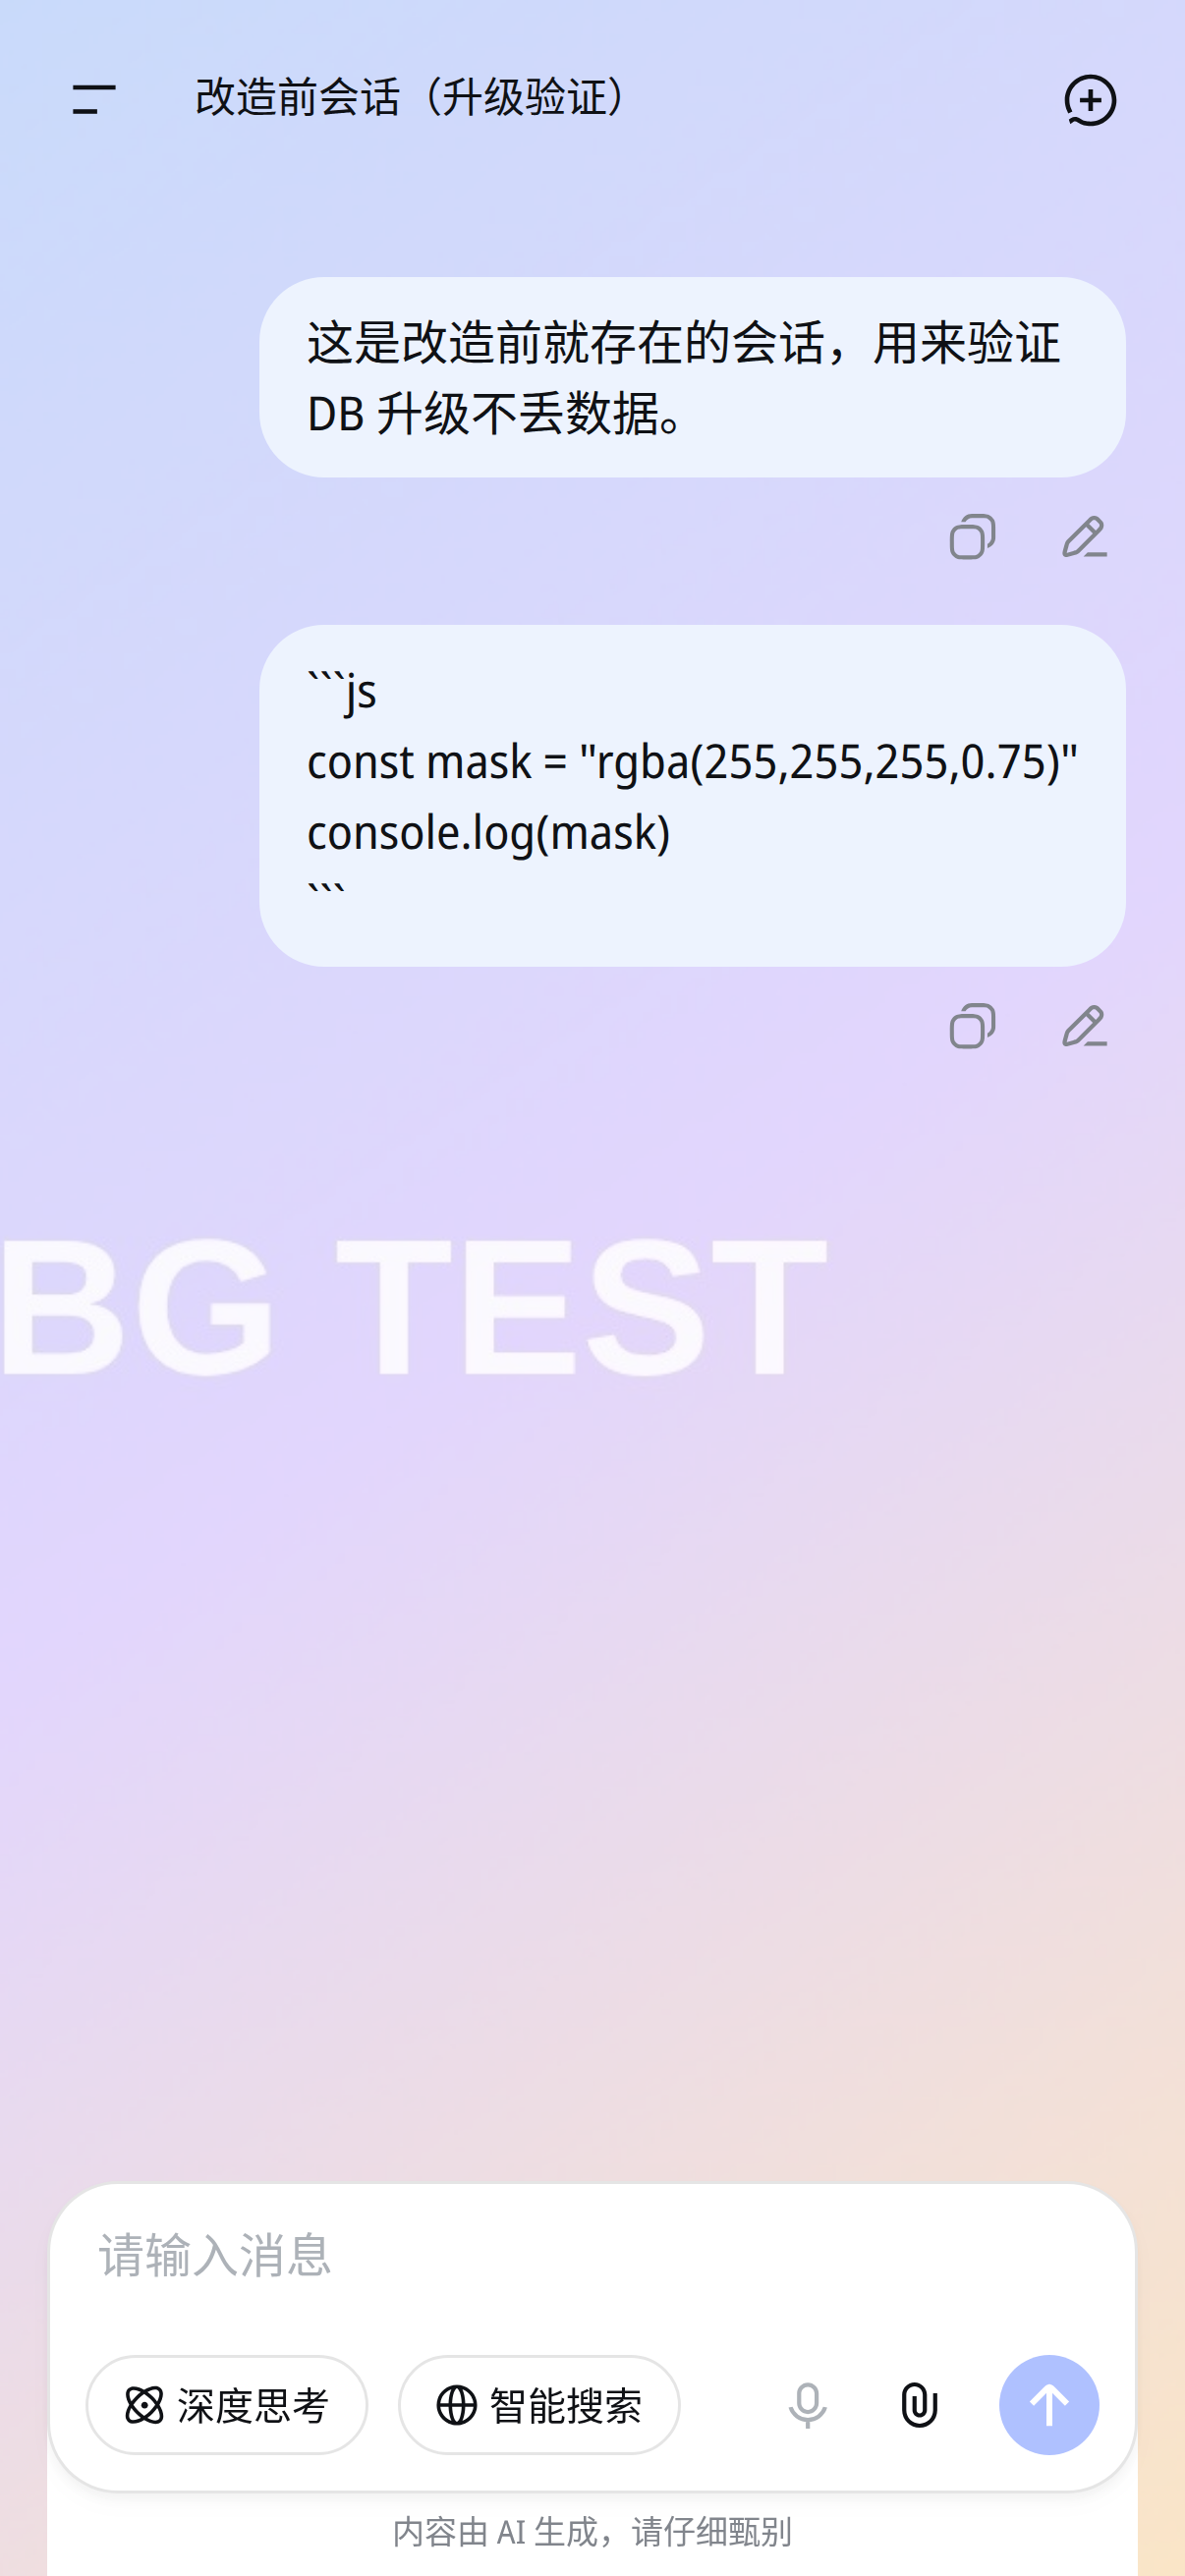 改造前会话（升级验证）
这是改造前就存在的会话，用来验证
DB 升级不丢数据。
```js
const mask = "rgba(255,255,255,0.75)"
console.log(mask)
```
BG TEST
请输入消息
深度思考
智能搜索
内容由 AI 生成，请仔细甄别